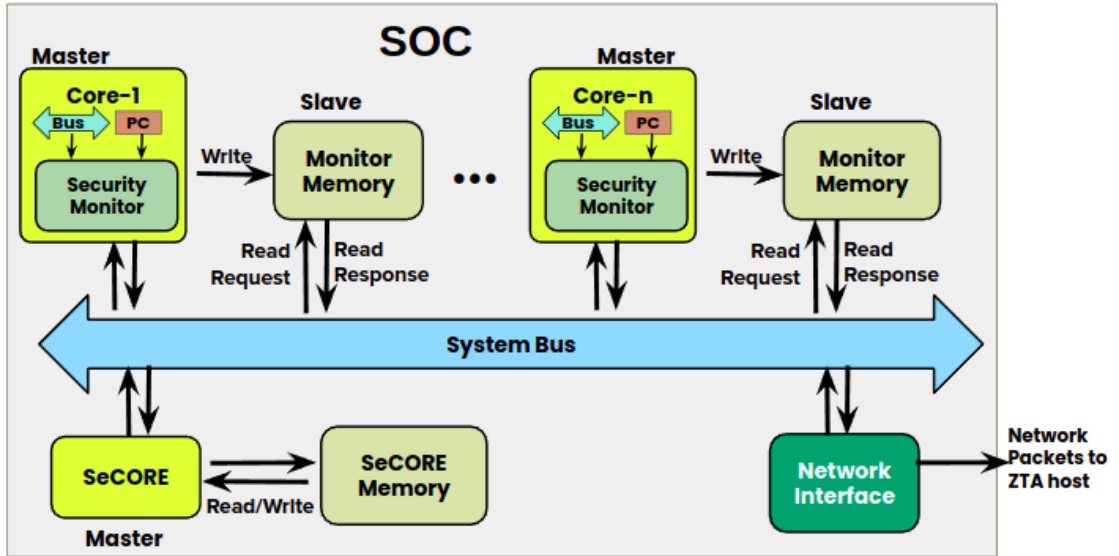 SOC
Master
Core-1
Bus
PC
Security
Monitor
Write
Slave
Monitor
Memory
Read
Request
Read
Response
•••
Master
Core-n
Bus
PC
Security
Monitor
Write
Slave
Monitor
Memory
Read
Request
Read
Response
System Bus
SeCORE
Master
Read/Write
SeCORE
Memory
Network
Interface
Network
Packets to
ZTA host